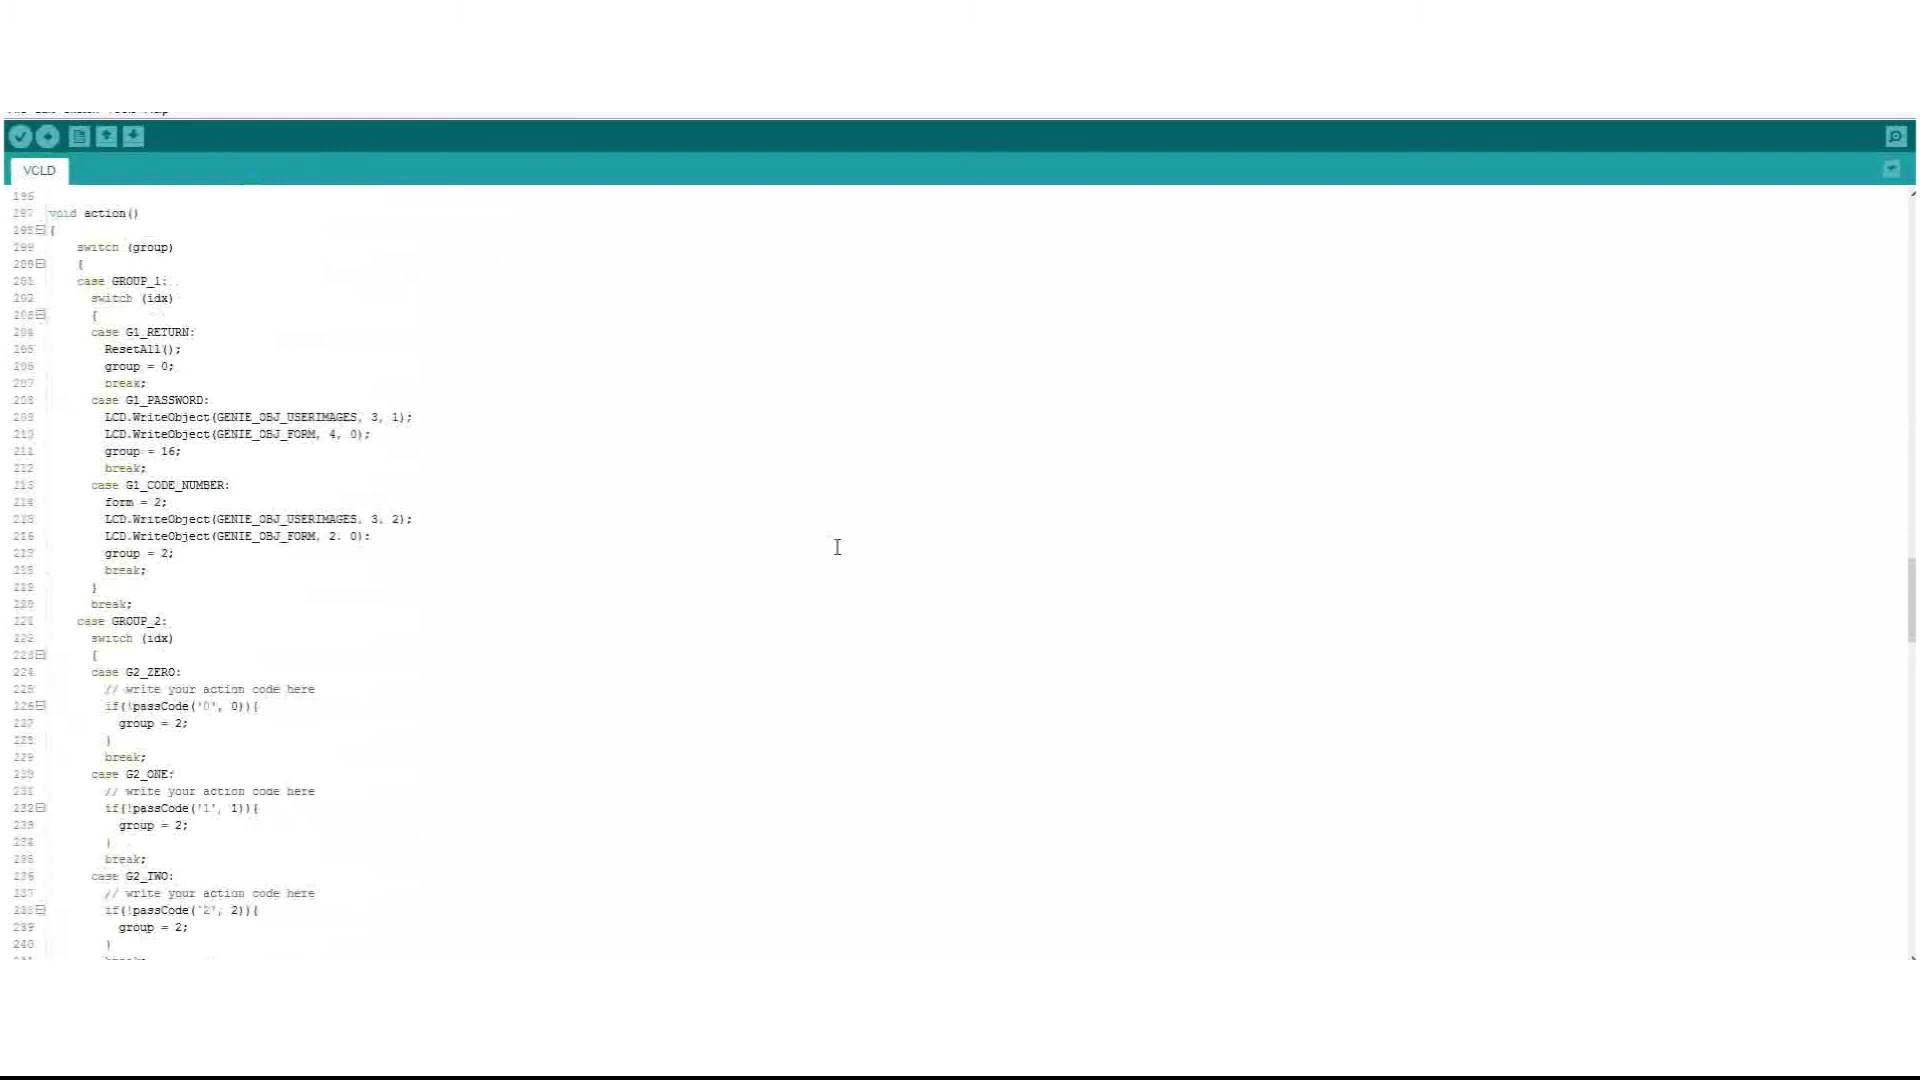 VCLD
void action()
{
switch (group)
{
case GROUP_1:
switch (idx)
{
case G1_RETURN:
ResetAll();
group = 0;
break;
case G1_PASSWORD:
LCD.WriteObject(GENIE_OBJ_USERIMAGES, 3, 1);
LCD.WriteObject(GENIE_OBJ_FORM, 4, 0);
group = 16;
break;
case G1_CODE_NUMBER:
form = 2;
LCD.WriteObject(GENIE_OBJ_USERIMAGES, 3, 2);
LCD.WriteObject(GENIE_OBJ_FORM, 2. 0):
group = 2;
break;
}
break;
case GROUP_2:
switch (idx)
{
case G2_ZERO:
// write your action code here
if(!passCode('0', 0)){
group = 2;
}
break;
case G2_ONE:
// write your action code here
if(!passCode('1', 1)){
group = 2;
}
break;
case G2_TWO:
// write your action code here
if(!passCode('2', 2)){
group = 2;
}